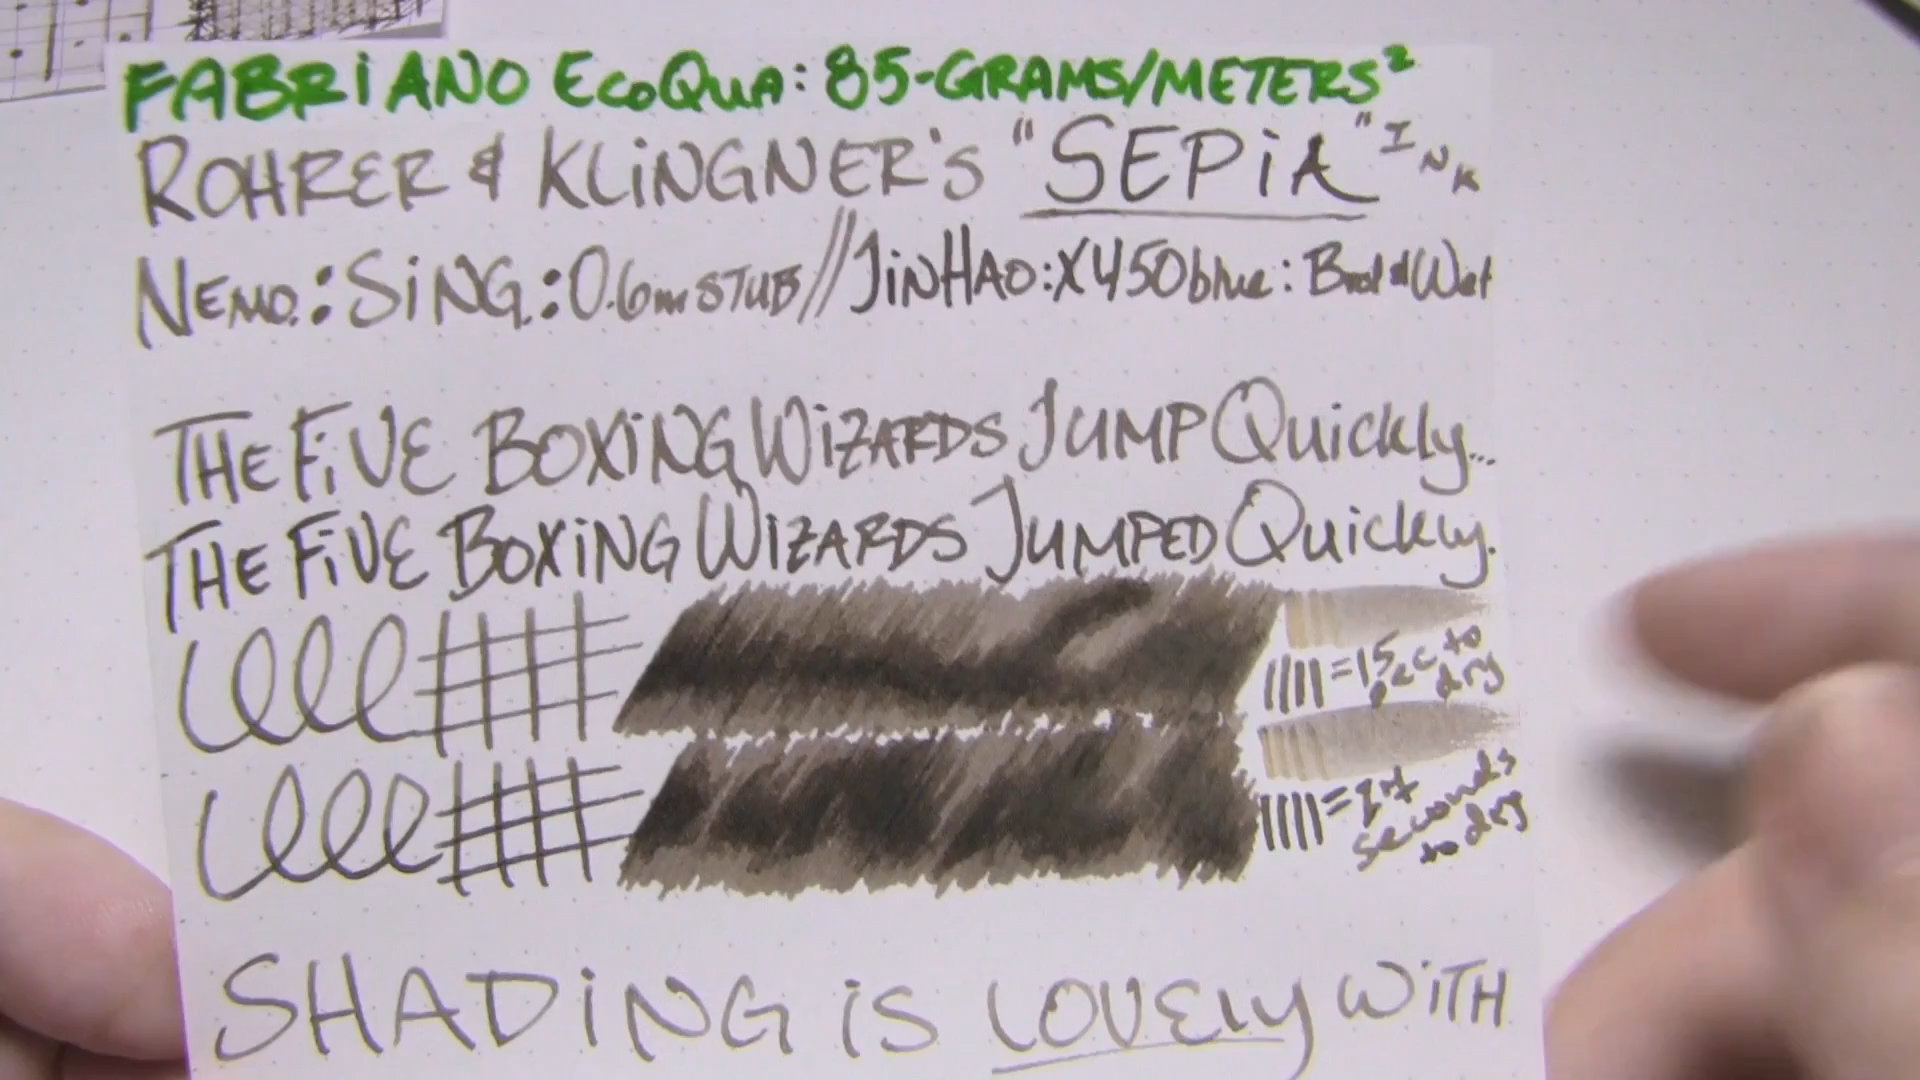 FABRIANO EcoQua: 85-GRAMS/METERS²
ROHRER & KLINGNER'S "SEPIA" INK
NEMO.: SING.: 0.6mm STUB // JINHAO: X450 blue: Broad Wet
THE FIVE BOXING WIZARDS JUMP Quickly...
THE FIVE BOXING WIZARDS JUMPED Quickly.
= 15 sec to dry
= seconds to dry
SHADING IS LOVELY WITH